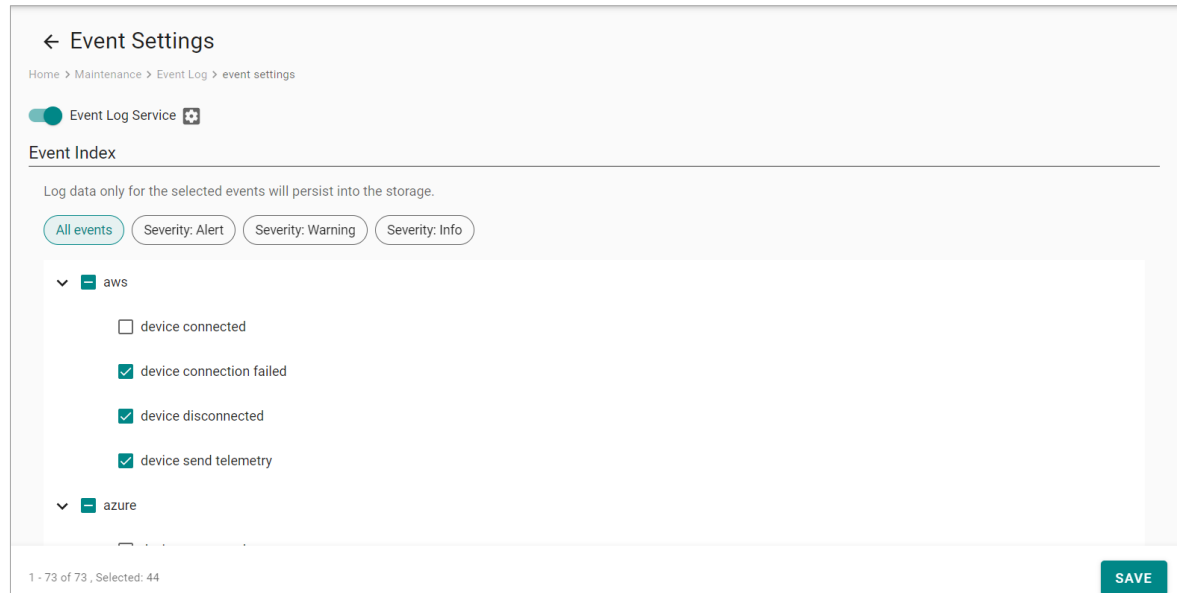 Event Settings
Home > Maintenance > Event Log > event settings
Event Log Service
Event Index
Log data only for the selected events will persist into the storage.
All events Severity: Alert Severity: Warning Severity: Info
aws
device connected
device connection failed
device disconnected
device send telemetry
azure
1 - 73 of 73 , Selected: 44
SAVE